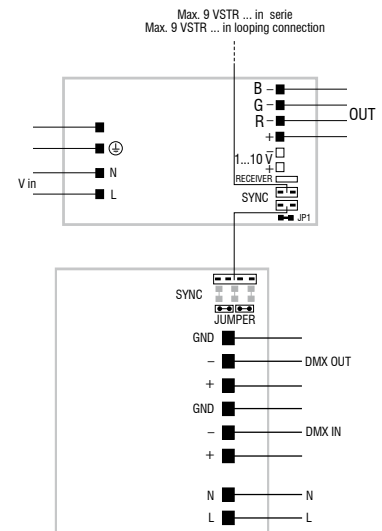 Max. 9 VSTR ... in serie
Max. 9 VSTR ... in looping connection
B –
G –
R –
+
OUT
–
1...10 V
+
RECEIVER
SYNC
JP1
N
V in
L
SYNC
JUMPER
GND
– DMX OUT
+
GND
– DMX IN
+
N N
L L